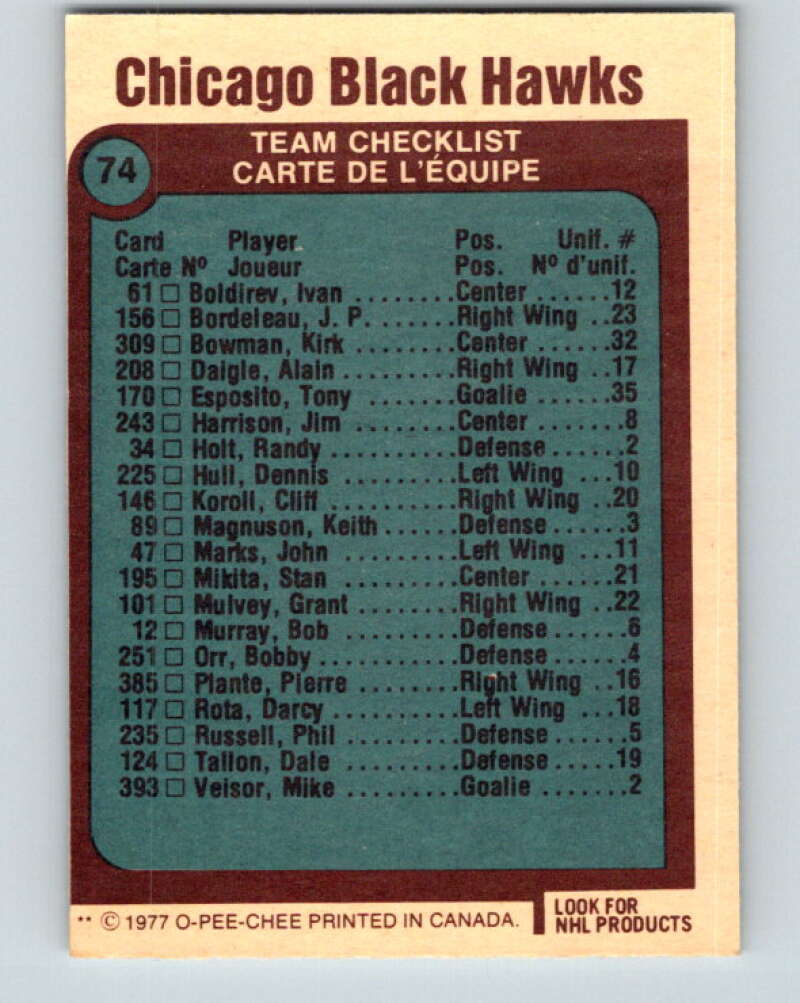 Chicago Black Hawks
74
TEAM CHECKLIST
CARTE DE L'ÉQUIPE
Card Player Pos. Unif. #
Carte Nº Joueur Pos. Nº d'unif.
61 □ Boldirev, Ivan ........Center ......12
156 □ Bordeleau, J. P. .......Right Wing ..23
309 □ Bowman, Kirk ........Center ......32
208 □ Daigle, Alain .........Right Wing ..17
170 □ Esposito, Tony .......Goalie ......35
243 □ Harrison, Jim ........Center .......8
34 □ Holt, Randy ..........Defense......2
225 □ Hull, Dennis .........Left Wing ...10
146 □ Koroll, Cliff ..........Right Wing ..20
89 □ Magnuson, Keith ......Defense......3
47 □ Marks, John .........Left Wing ...11
195 □ Mikita, Stan .........Center ......21
101 □ Mulvey, Grant ........Right Wing ..22
12 □ Murray, Bob .........Defense......6
251 □ Orr, Bobby ...........Defense......4
385 □ Plante, Pierre ........Right Wing ..16
117 □ Rota, Darcy ..........Left Wing ...18
235 □ Russell, Phil .........Defense......5
124 □ Tallon, Dale .........Defense.....19
393 □ Veisor, Mike .........Goalie .......2
** © 1977 O-PEE-CHEE PRINTED IN CANADA.
LOOK FOR
NHL PRODUCTS